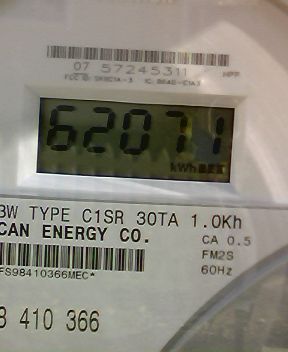 07 57245311
62071
kWh
3W TYPE C1SR 30TA 1.0Kh
CAN ENERGY CO.
CA 0.5
FM2S
60Hz
FS98410366MEC*
8 410 366